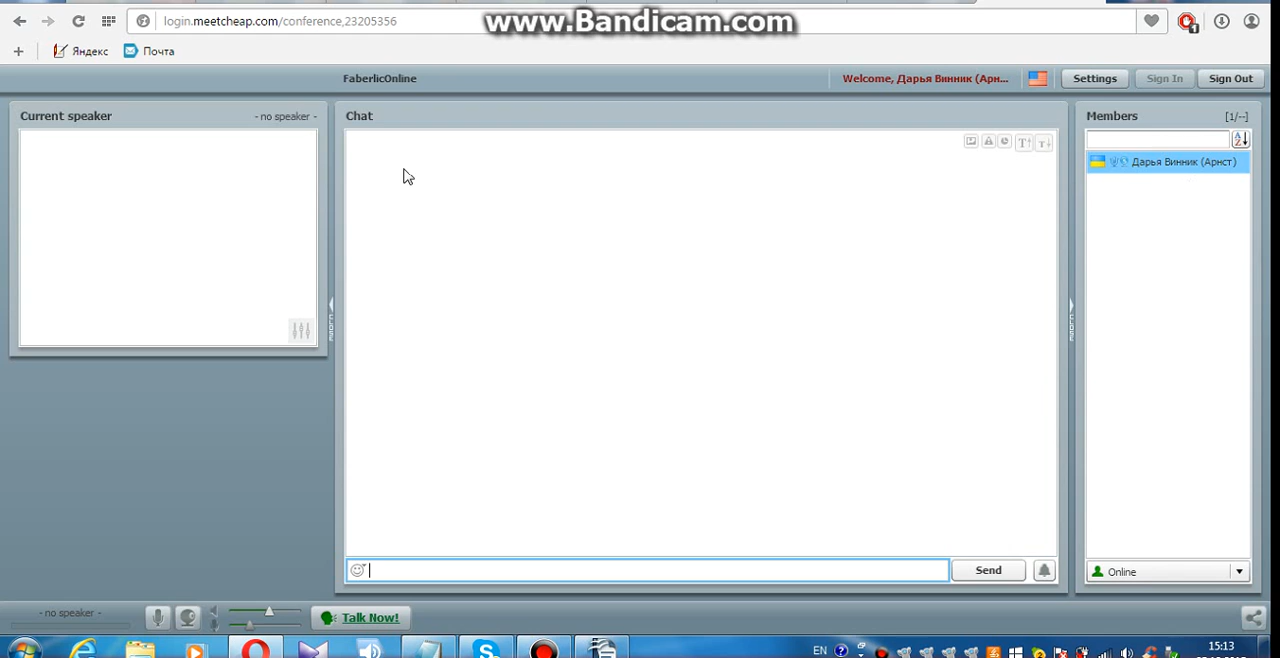 login.meetcheap.com/conference,23205356
www.Bandicam.com
1
Яндекс
Почта
FaberlicOnline
Welcome, Дарья Винник (Арн...
Settings
Sign In
Sign Out
Current speaker
- no speaker -
Chat
Members
[1/--]
Дарья Винник (Арнст)
Send
Online
- no speaker -
Talk Now!
EN
15:13